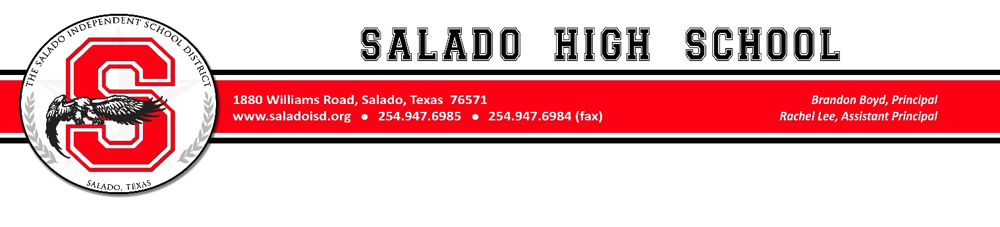 THE SALADO INDEPENDENT SCHOOL DISTRICT
S
SALADO, TEXAS
SALADO HIGH SCHOOL
1880 Williams Road, Salado, Texas 76571
www.saladoisd.org ● 254.947.6985 ● 254.947.6984 (fax)
Brandon Boyd, Principal
Rachel Lee, Assistant Principal